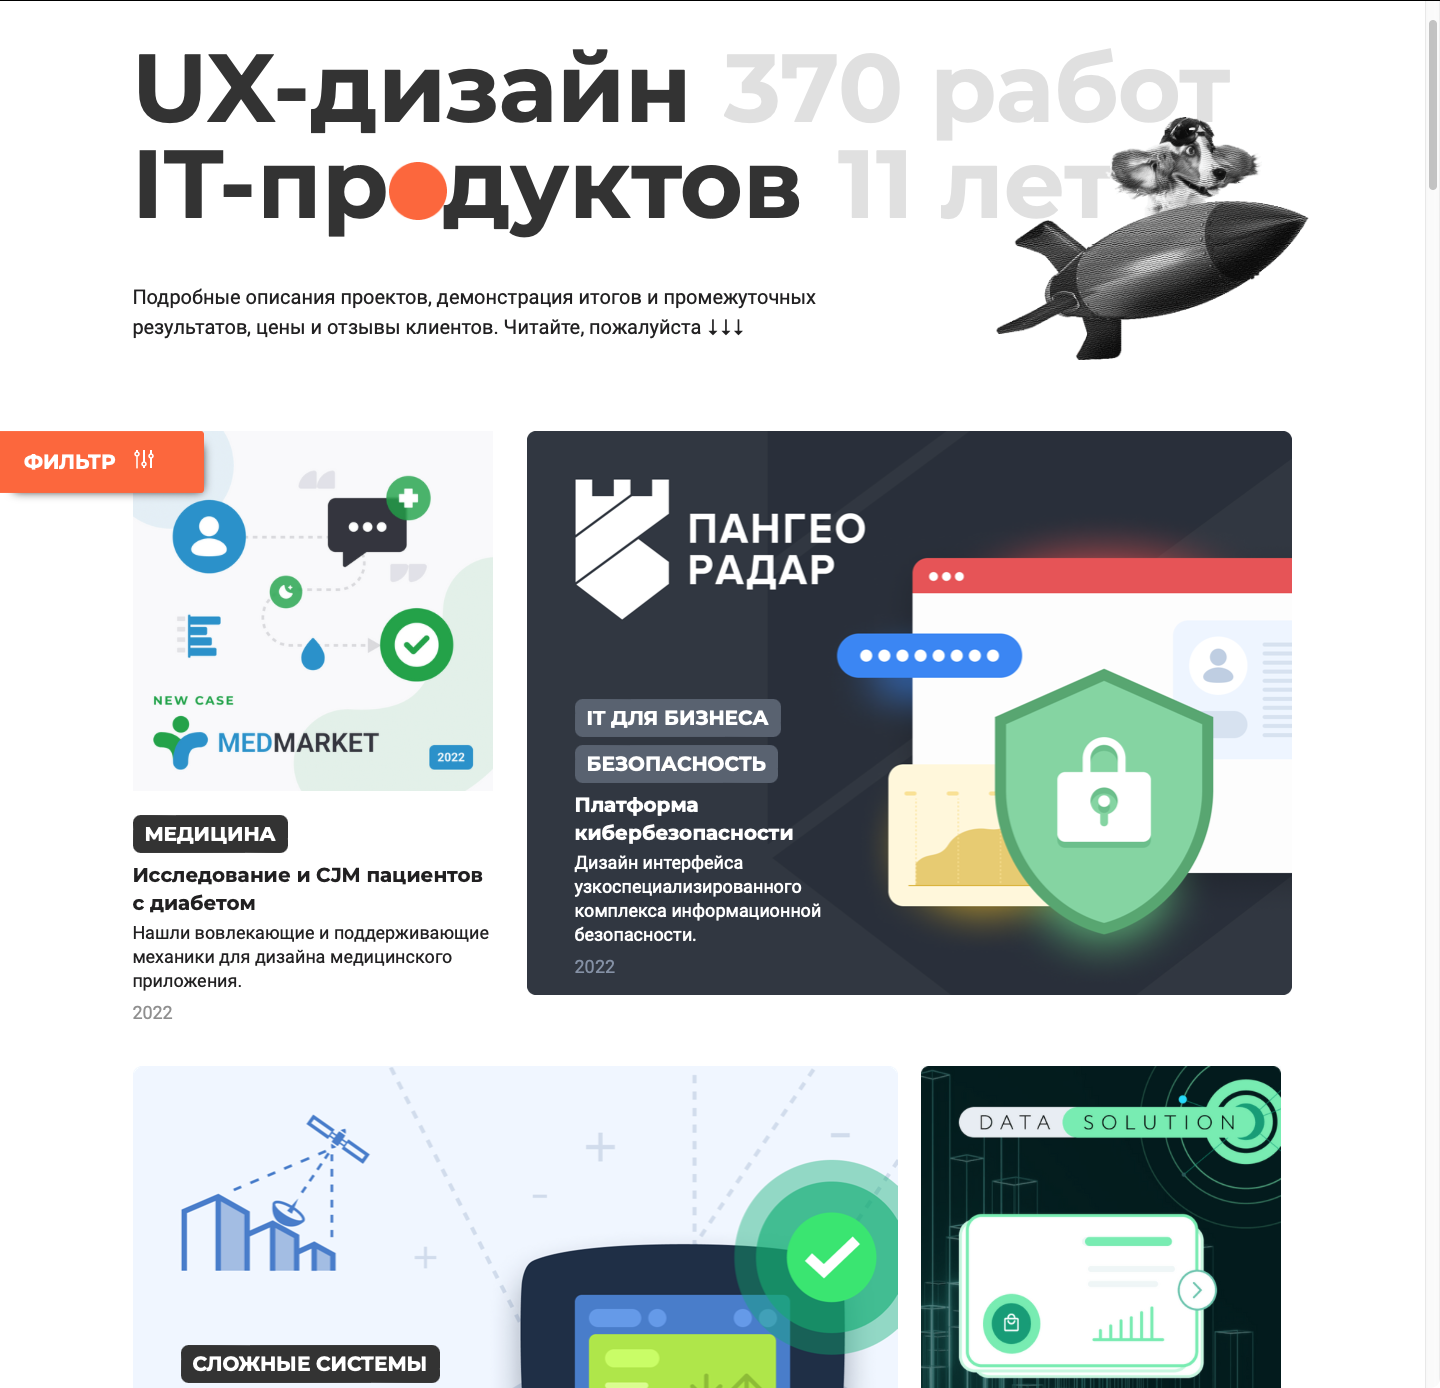 UX-дизайн 370 работ
IT-продуктов 11 лет
Подробные описания проектов, демонстрация итогов и промежуточных
результатов, цены и отзывы клиентов. Читайте, пожалуйста ↓↓↓
ФИЛЬТР
NEW CASE
MEDMARKET
2022
МЕДИЦИНА
Исследование и CJM пациентов
с диабетом
Нашли вовлекающие и поддерживающие
механики для дизайна медицинского
приложения.
2022
ПАНГЕО
РАДАР
IT ДЛЯ БИЗНЕСА
БЕЗОПАСНОСТЬ
Платформа
кибербезопасности
Дизайн интерфейса
узкоспециализированного
комплекса информационной
безопасности.
2022
СЛОЖНЫЕ СИСТЕМЫ
DATA SOLUTION